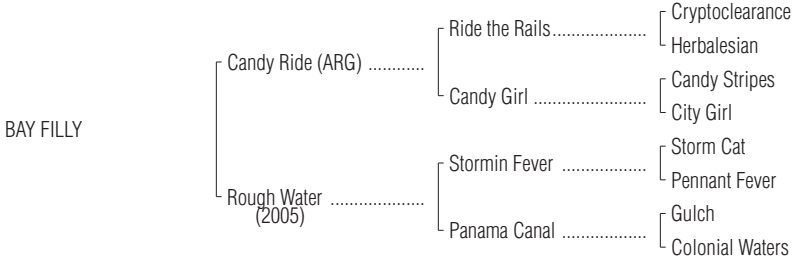 Cryptoclearance
Ride the Rails....................
Herbalesian
Candy Ride (ARG) ............
Candy Stripes
Candy Girl ........................
City Girl
BAY FILLY
Storm Cat
Stormin Fever ..................
Pennant Fever
Rough Water ....................
(2005)
Gulch
Panama Canal ..................
Colonial Waters